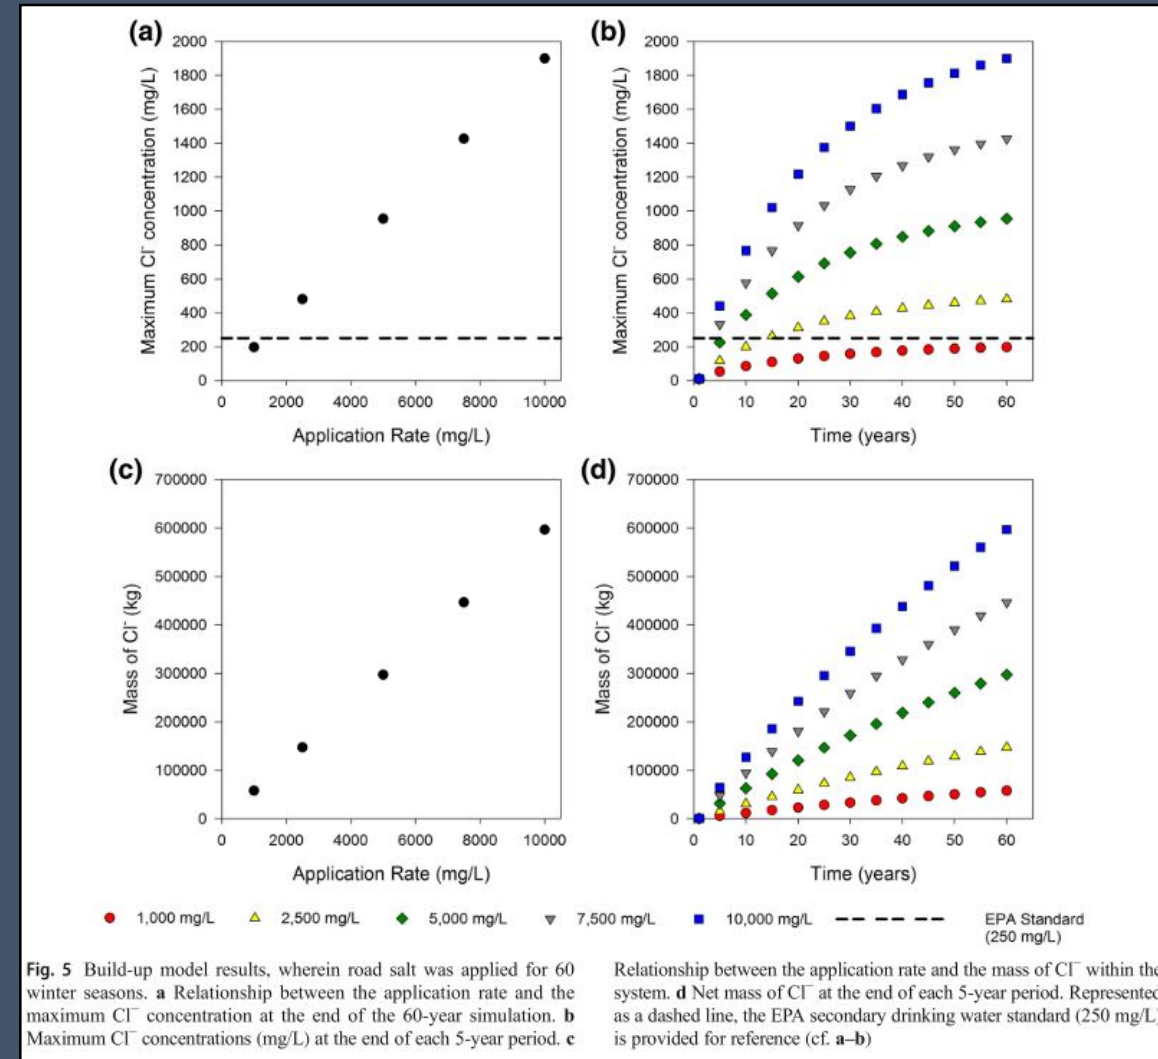 (a)
2000
1800
1600
1400
1200
1000
800
600
400
200
0
Maximum Cl⁻ concentration (mg/L)
0 2000 4000 6000 8000 10000
Application Rate (mg/L)
(b)
2000
1800
1600
1400
1200
1000
800
600
400
200
0
Maximum Cl⁻ concentration (mg/L)
0 10 20 30 40 50 60
Time (years)
(c)
700000
600000
500000
400000
300000
200000
100000
0
Mass of Cl⁻ (kg)
0 2000 4000 6000 8000 10000
Application Rate (mg/L)
(d)
700000
600000
500000
400000
300000
200000
100000
0
Mass of Cl⁻ (kg)
0 10 20 30 40 50 60
Time (years)
1,000 mg/L 2,500 mg/L 5,000 mg/L 7,500 mg/L 10,000 mg/L EPA Standard
(250 mg/L)
Fig. 5 Build-up model results, wherein road salt was applied for 60
winter seasons. a Relationship between the application rate and the
maximum Cl⁻ concentration at the end of the 60-year simulation. b
Maximum Cl⁻ concentrations (mg/L) at the end of each 5-year period. c
Relationship between the application rate and the mass of Cl⁻ within the
system. d Net mass of Cl⁻ at the end of each 5-year period. Represented
as a dashed line, the EPA secondary drinking water standard (250 mg/L)
is provided for reference (cf. a–b)